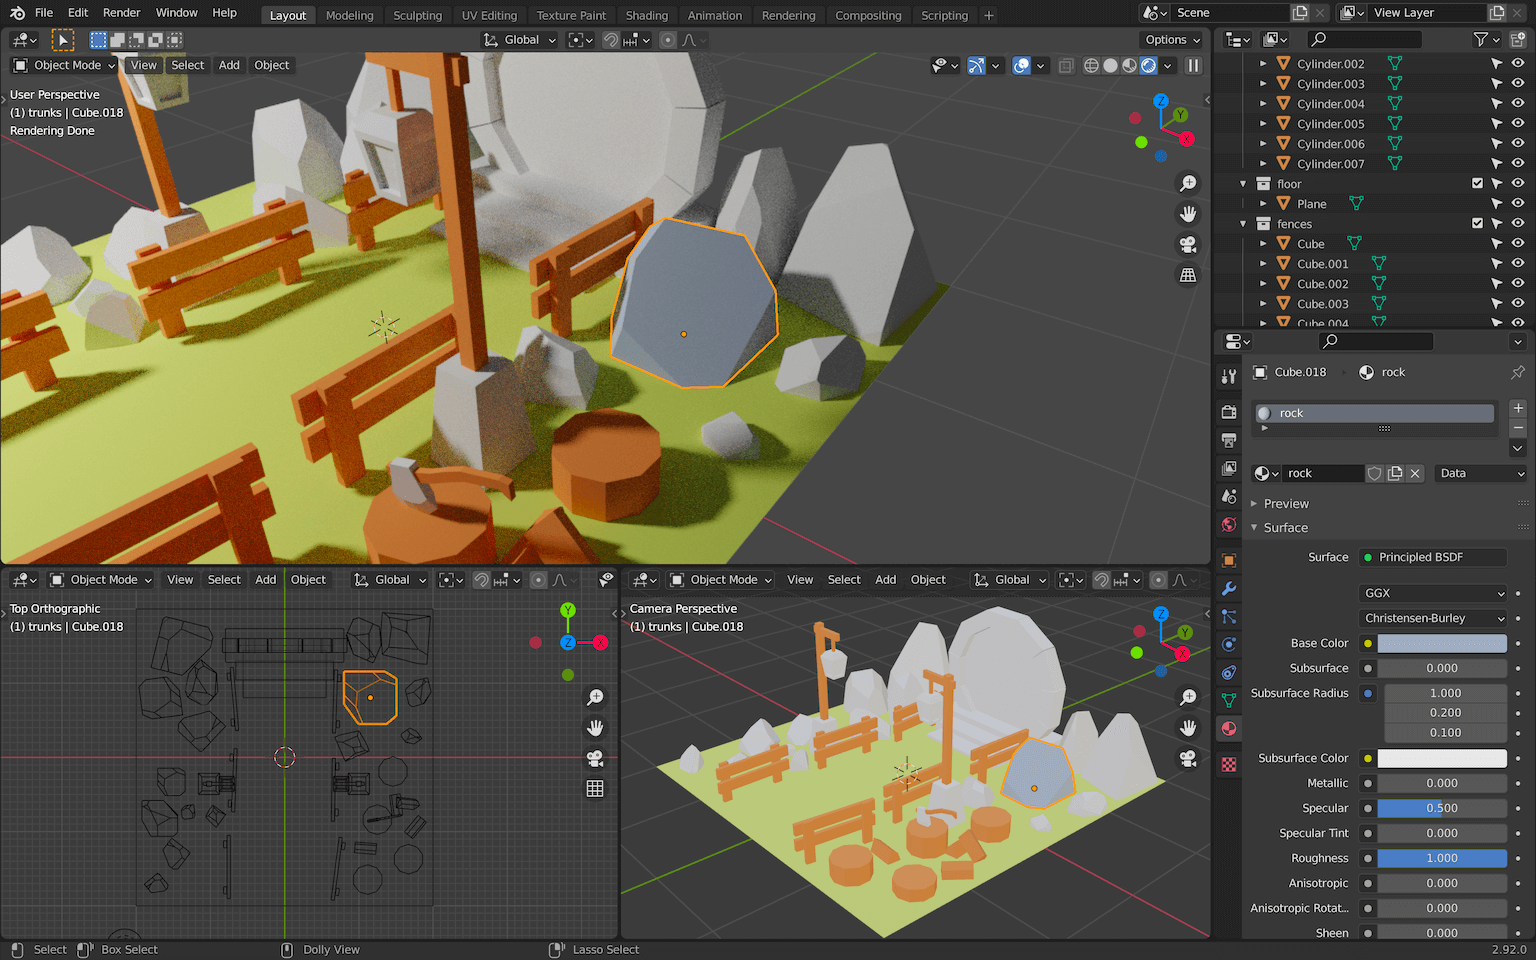 File Edit Render Window Help Layout Modeling Sculpting UV Editing Texture Paint Shading Animation Rendering Compositing Scripting + Scene View Layer
Global Options
Object Mode View Select Add Object
User Perspective
(1) trunks | Cube.018
Rendering Done
Z
Y
X
Cylinder.002
Cylinder.003
Cylinder.004
Cylinder.005
Cylinder.006
Cylinder.007
floor
Plane
fences
Cube
Cube.001
Cube.002
Cube.003
Cube.004
Cube.018 rock
rock
rock Data
Preview
Surface
Surface Principled BSDF
GGX
Christensen-Burley
Base Color
Subsurface 0.000
Subsurface Radius 1.000
0.200
0.100
Subsurface Color
Metallic 0.000
Specular 0.500
Specular Tint 0.000
Roughness 1.000
Anisotropic 0.000
Anisotropic Rotat... 0.000
Sheen 0.000
Object Mode View Select Add Object Global
Top Orthographic
(1) trunks | Cube.018
Y
Z X
Object Mode View Select Add Object Global
Camera Perspective
(1) trunks | Cube.018
Z
Y
X
Select Box Select Dolly View Lasso Select 2.92.0